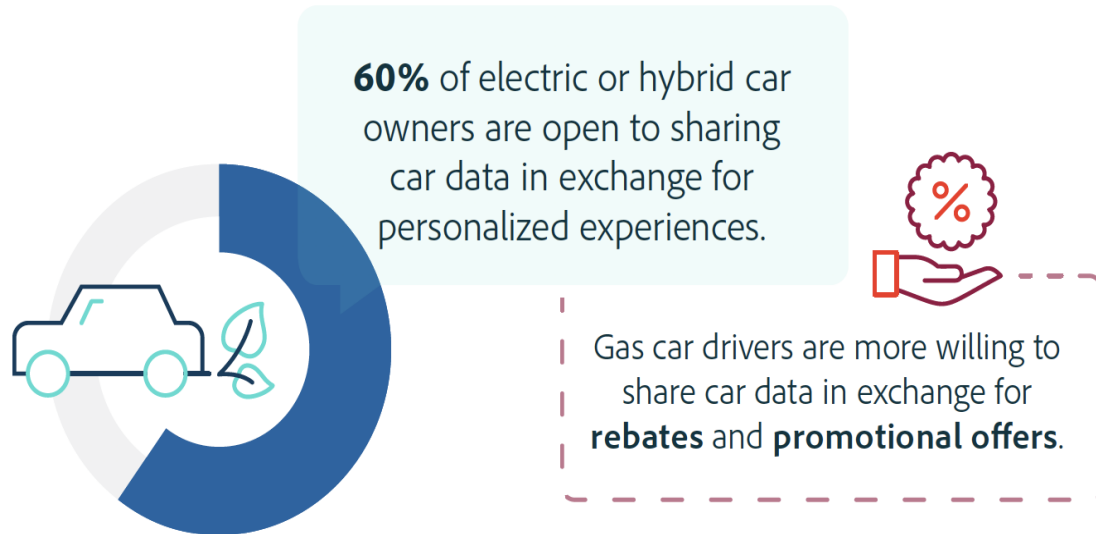 60% of electric or hybrid car
owners are open to sharing
car data in exchange for
personalized experiences.
%
Gas car drivers are more willing to
share car data in exchange for
rebates and promotional offers.